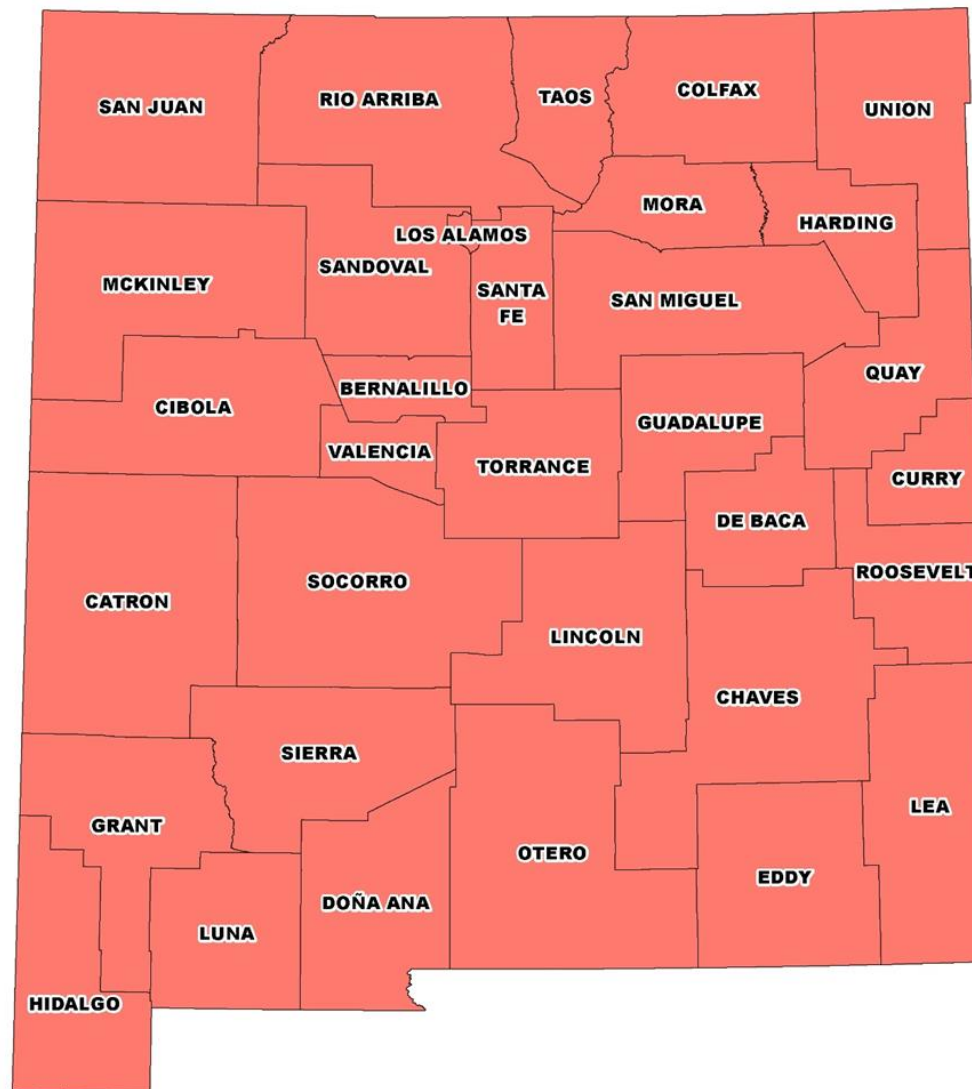 SAN JUAN
RIO ARRIBA
TAOS
COLFAX
UNION
MORA
HARDING
LOS ALAMOS
SANDOVAL
MCKINLEY
SANTA
FE
SAN MIGUEL
QUAY
BERNALILLO
CIBOLA
GUADALUPE
VALENCIA
TORRANCE
CURRY
DE BACA
ROOSEVELT
SOCORRO
CATRON
LINCOLN
CHAVES
SIERRA
LEA
GRANT
OTERO
EDDY
DOÑA ANA
LUNA
HIDALGO